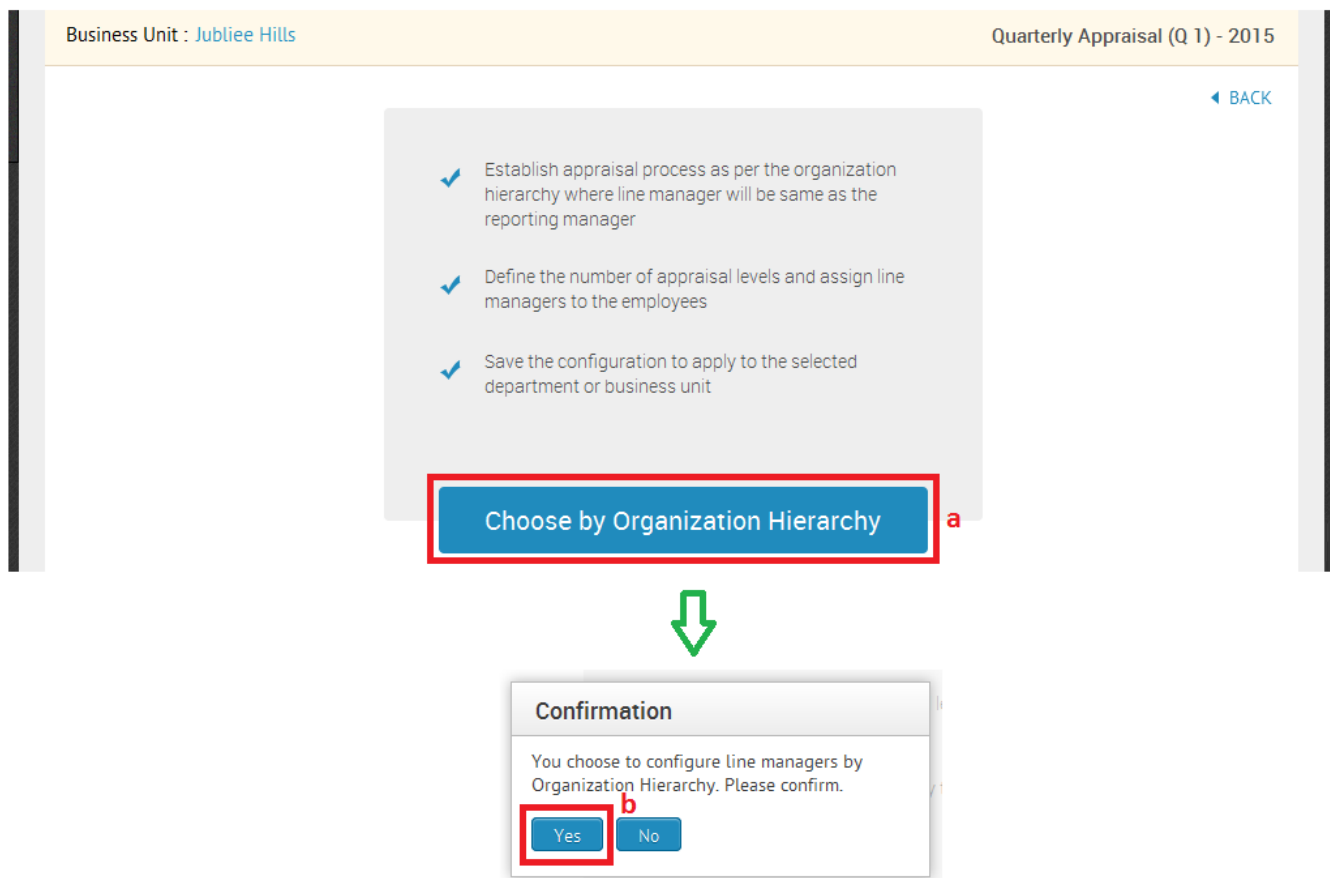 Business Unit : Jubliee Hills
Quarterly Appraisal (Q 1) - 2015
BACK
Establish appraisal process as per the organization
hierarchy where line manager will be same as the
reporting manager
Define the number of appraisal levels and assign line
managers to the employees
Save the configuration to apply to the selected
department or business unit
Choose by Organization Hierarchy
a
Confirmation
You choose to configure line managers by
Organization Hierarchy. Please confirm.
b
Yes
No